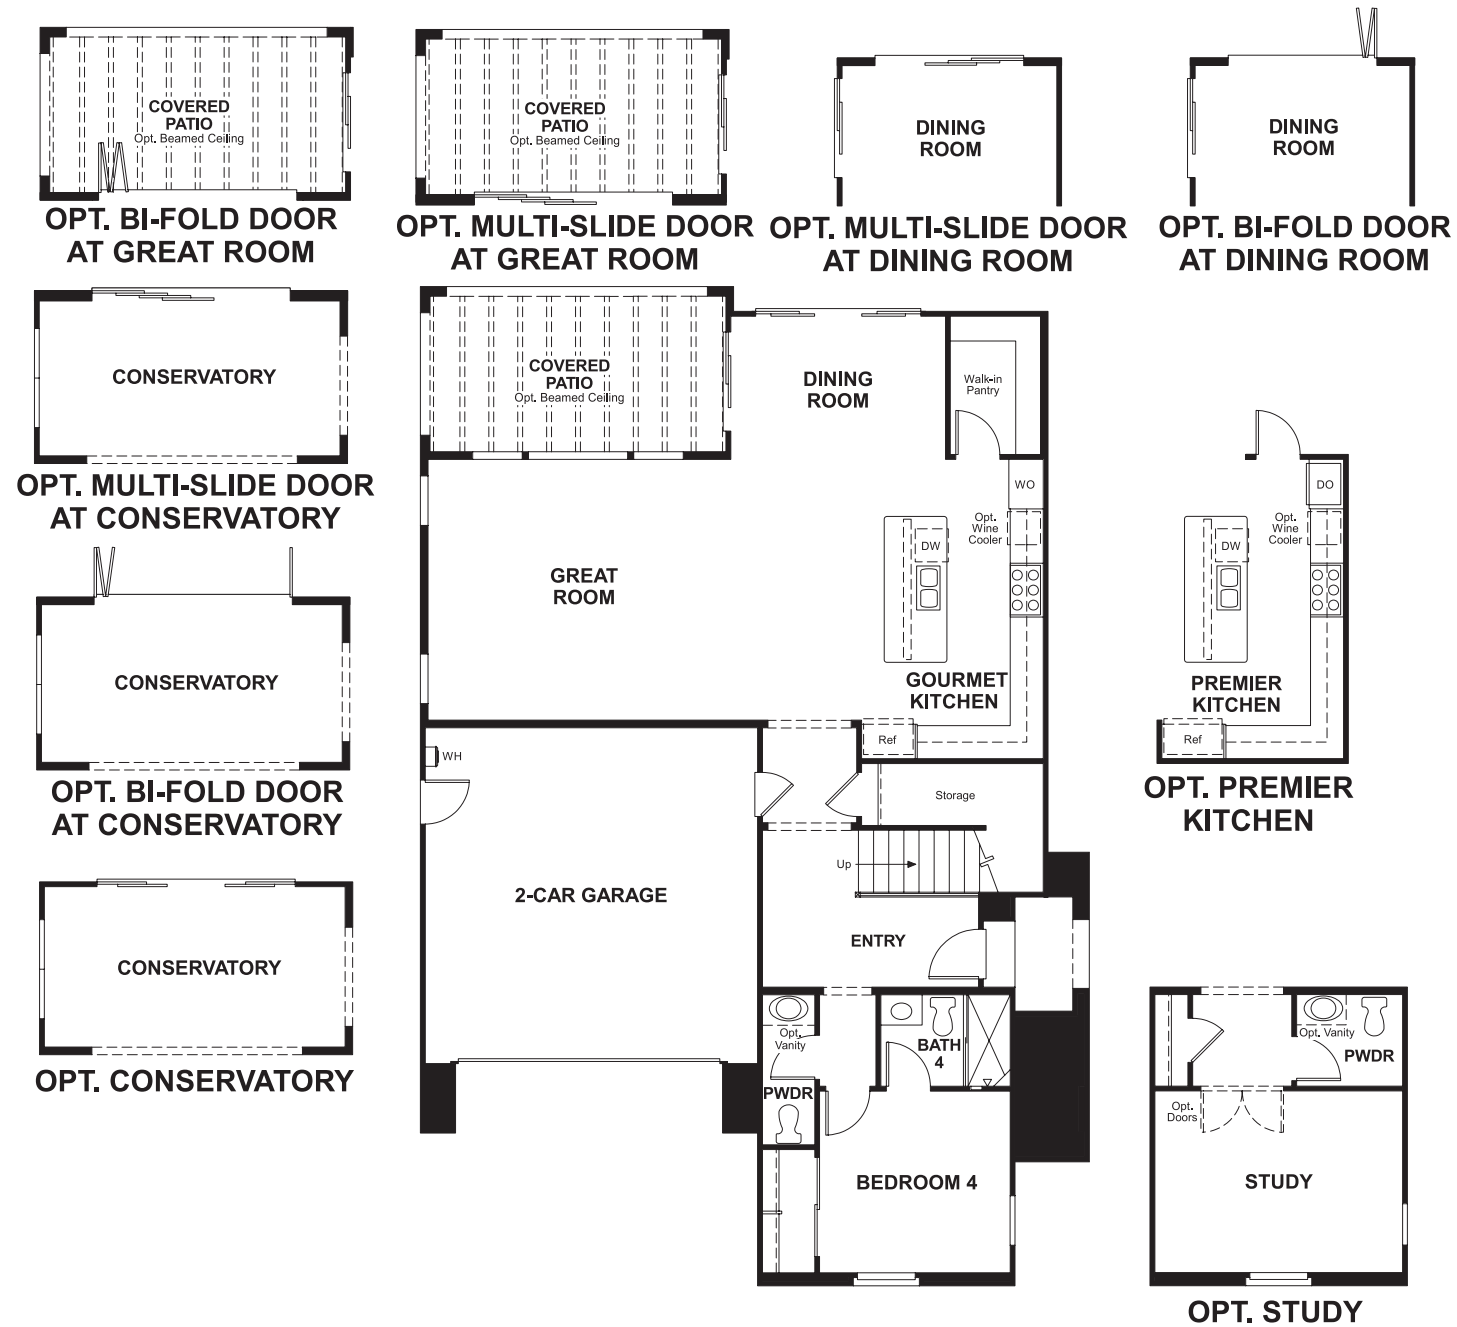 COVERED
PATIO
Opt. Beamed Ceiling
OPT. BI-FOLD DOOR
AT GREAT ROOM
COVERED
PATIO
Opt. Beamed Ceiling
OPT. MULTI-SLIDE DOOR
AT GREAT ROOM
DINING
ROOM
OPT. MULTI-SLIDE DOOR
AT DINING ROOM
DINING
ROOM
OPT. BI-FOLD DOOR
AT DINING ROOM
CONSERVATORY
OPT. MULTI-SLIDE DOOR
AT CONSERVATORY
CONSERVATORY
OPT. BI-FOLD DOOR
AT CONSERVATORY
CONSERVATORY
OPT. CONSERVATORY
COVERED
PATIO
Opt. Beamed Ceiling
DINING
ROOM
Walk-in
Pantry
WO
Opt.
Wine
Cooler
DW
GREAT
ROOM
GOURMET
KITCHEN
Ref
WH
Storage
Up
2-CAR GARAGE
ENTRY
Opt.
Vanity
BATH
4
PWDR
BEDROOM 4
DO
Opt.
Wine
Cooler
DW
PREMIER
KITCHEN
Ref
OPT. PREMIER
KITCHEN
Opt. Vanity
PWDR
Opt.
Doors
STUDY
OPT. STUDY